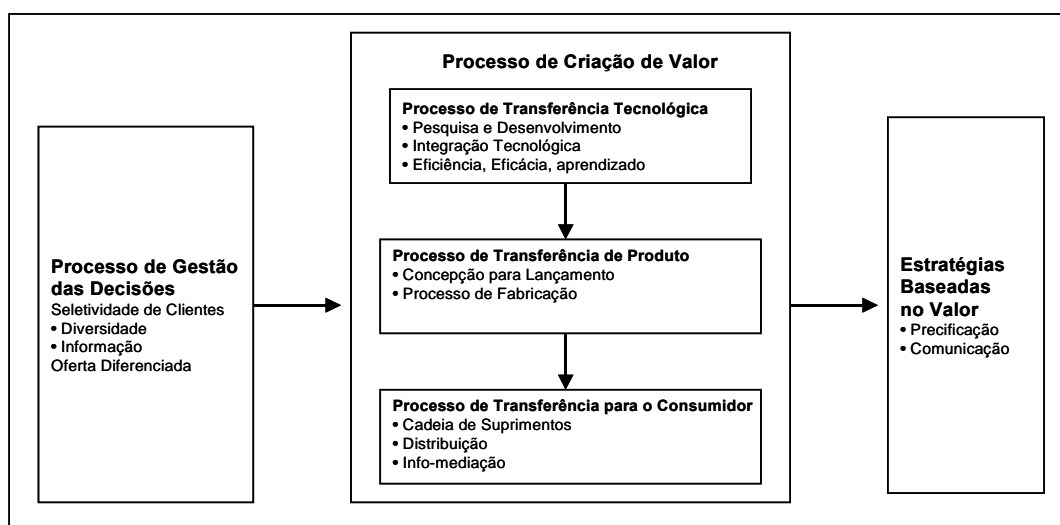 Processo de Gestão
das Decisões
Seletividade de Clientes
• Diversidade
• Informação
Oferta Diferenciada
Processo de Criação de Valor
Processo de Transferência Tecnológica
• Pesquisa e Desenvolvimento
• Integração Tecnológica
• Eficiência, Eficácia, aprendizado
Processo de Transferência de Produto
• Concepção para Lançamento
• Processo de Fabricação
Processo de Transferência para o Consumidor
• Cadeia de Suprimentos
• Distribuição
• Info-mediação
Estratégias
Baseadas
no Valor
• Precificação
• Comunicação